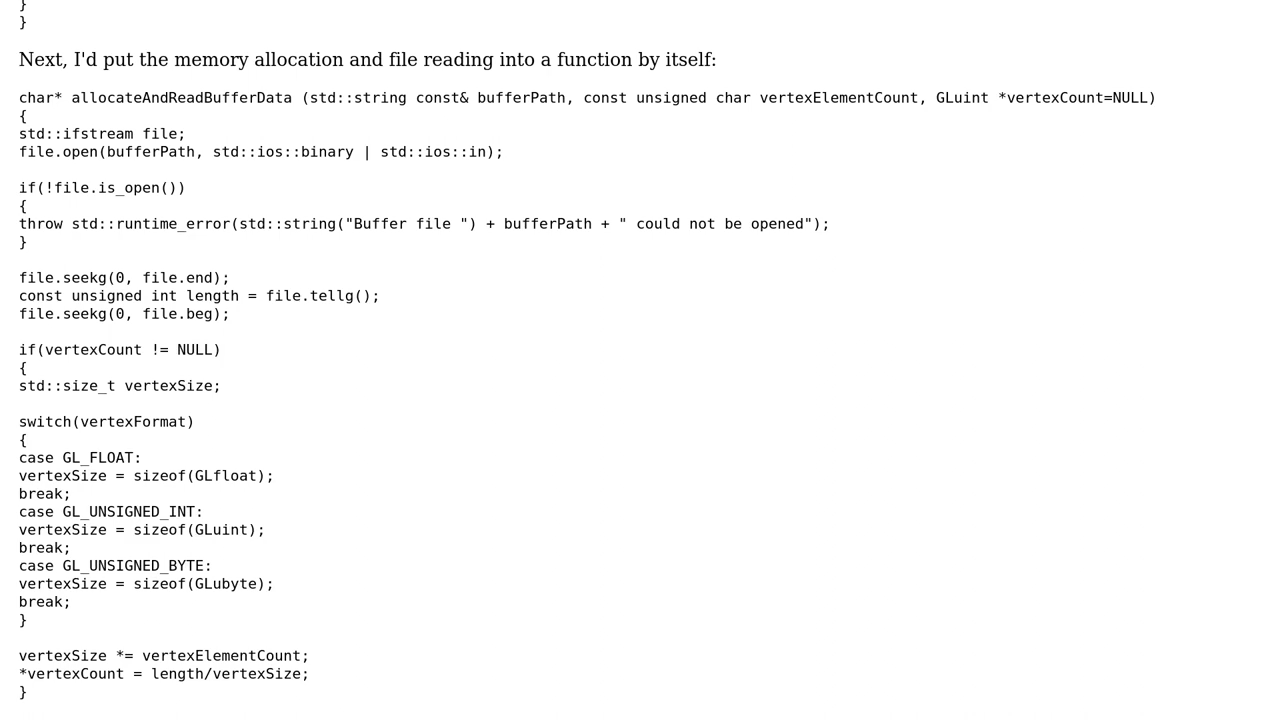 }
}
Next, I'd put the memory allocation and file reading into a function by itself:
char* allocateAndReadBufferData (std::string const& bufferPath, const unsigned char vertexElementCount, GLuint *vertexCount=NULL)
{
std::ifstream file;
file.open(bufferPath, std::ios::binary | std::ios::in);
if(!file.is_open())
{
throw std::runtime_error(std::string("Buffer file ") + bufferPath + " could not be opened");
}
file.seekg(0, file.end);
const unsigned int length = file.tellg();
file.seekg(0, file.beg);
if(vertexCount != NULL)
{
std::size_t vertexSize;
switch(vertexFormat)
{
case GL_FLOAT:
vertexSize = sizeof(GLfloat);
break;
case GL_UNSIGNED_INT:
vertexSize = sizeof(GLuint);
break;
case GL_UNSIGNED_BYTE:
vertexSize = sizeof(GLubyte);
break;
}
vertexSize *= vertexElementCount;
*vertexCount = length/vertexSize;
}